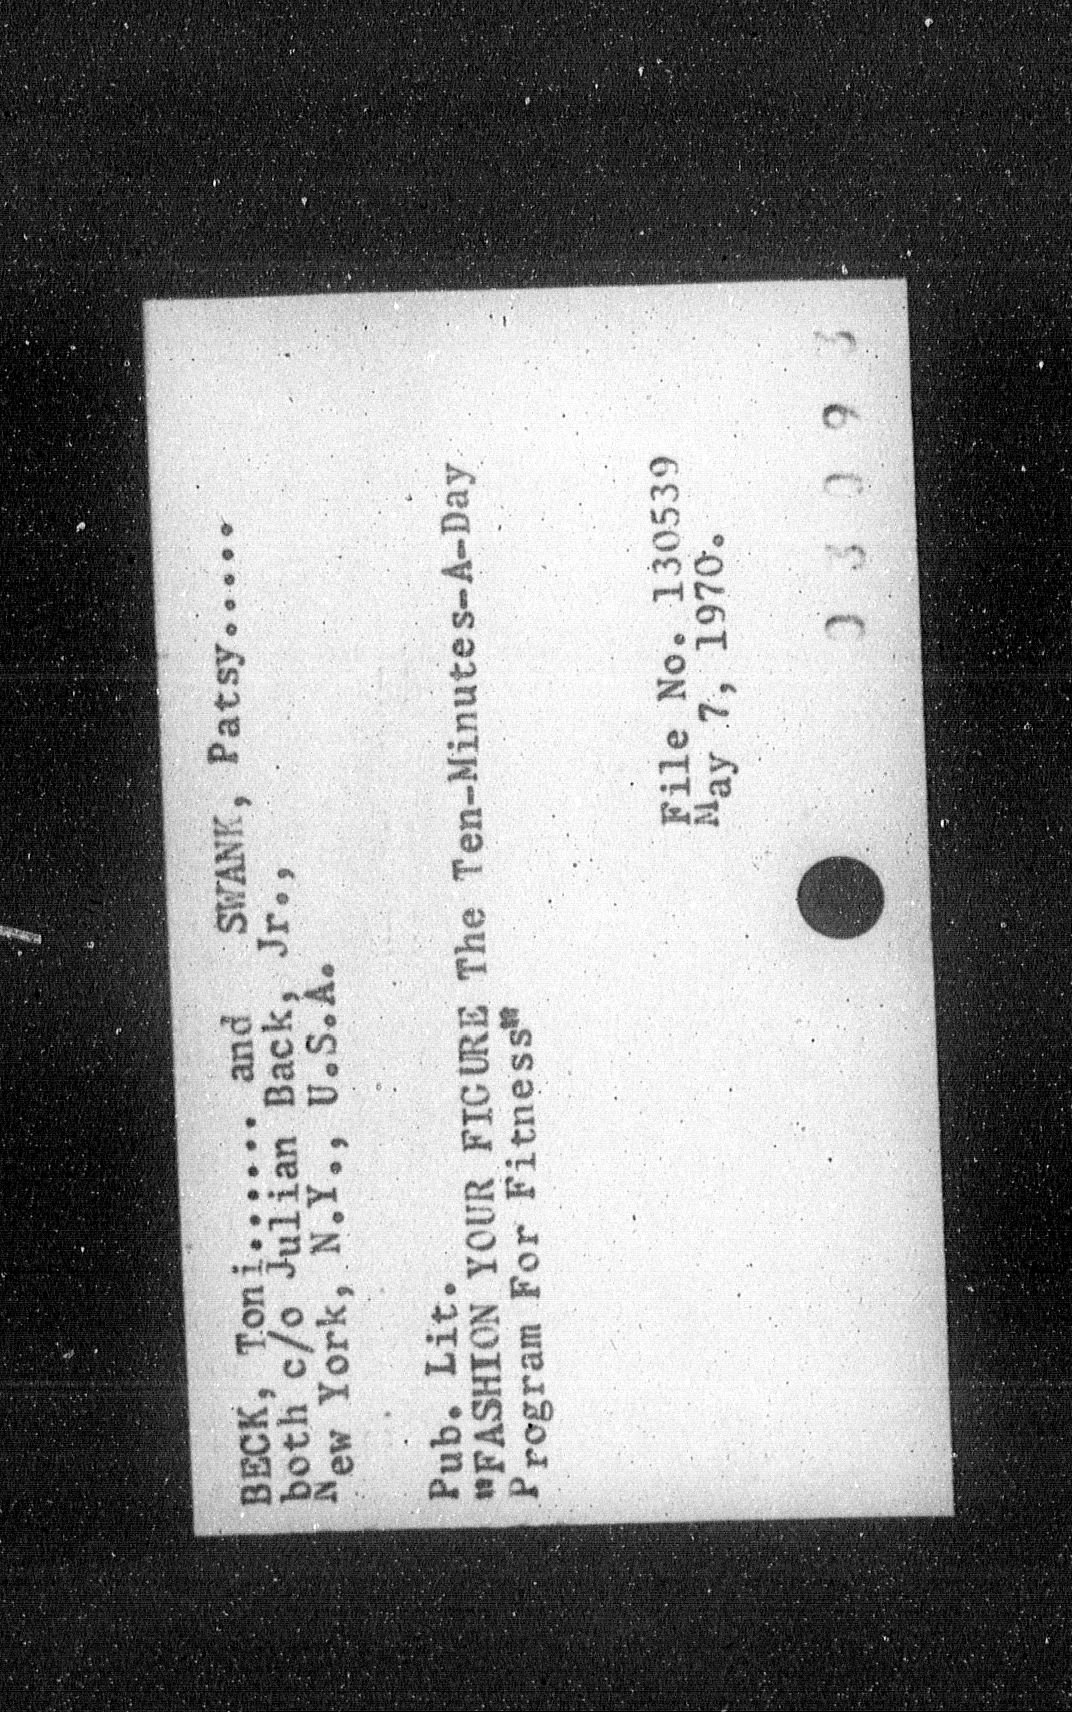 BECK, Toni....... and SWANK, Patsy.....
both c/o Julian Back, Jr.,
New York, N.Y., U.S.A.
Pub. Lit.
"FASHION YOUR FIGURE The Ten-Minutes-A-Day
Program For Fitness"
File No. 130539
May 7, 1970.
03093